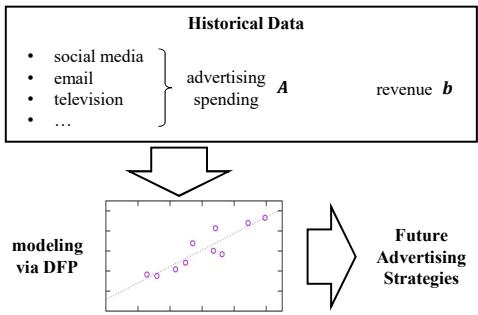 Historical Data
• social media
• email
• television
• ...
advertising
spending A
revenue b
modeling
via DFP
Future
Advertising
Strategies